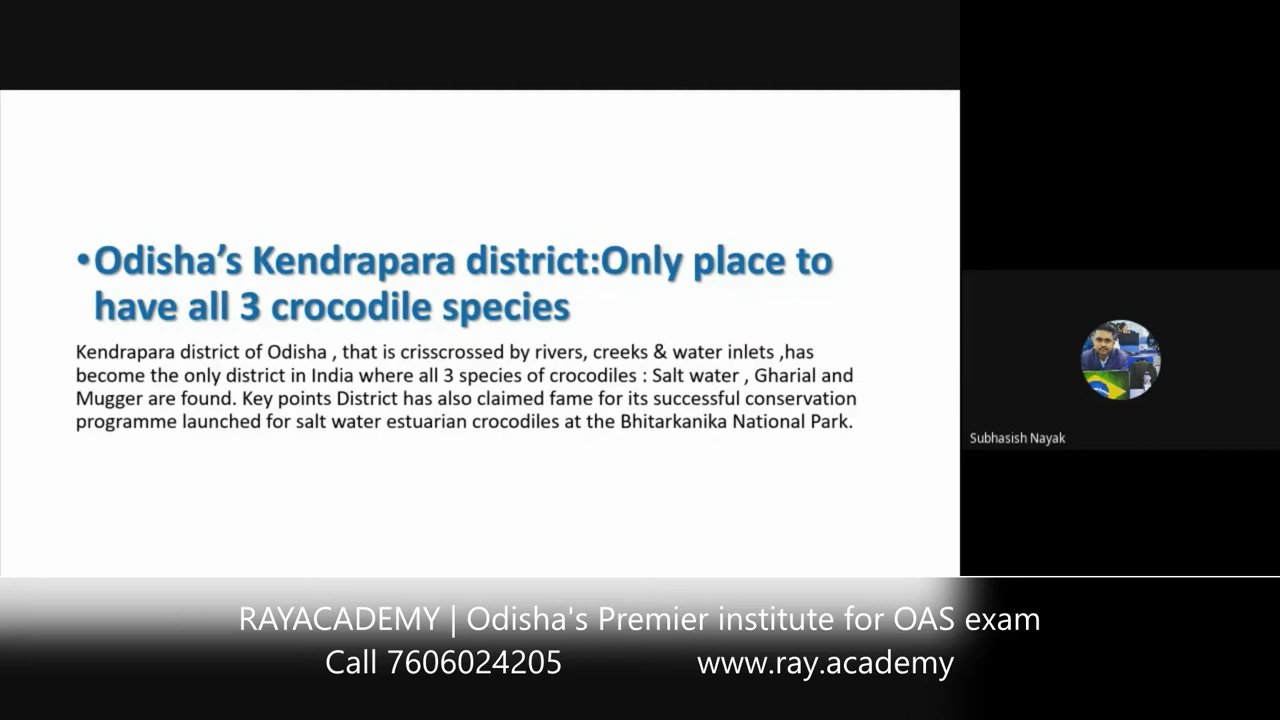 •Odisha’s Kendrapara district:Only place to
have all 3 crocodile species
Kendrapara district of Odisha , that is crisscrossed by rivers, creeks & water inlets ,has
become the only district in India where all 3 species of crocodiles : Salt water , Gharial and
Mugger are found. Key points District has also claimed fame for its successful conservation
programme launched for salt water estuarian crocodiles at the Bhitarkanika National Park.
Subhasish Nayak
RAYACADEMY | Odisha's Premier institute for OAS exam
Call 7606024205 www.ray.academy